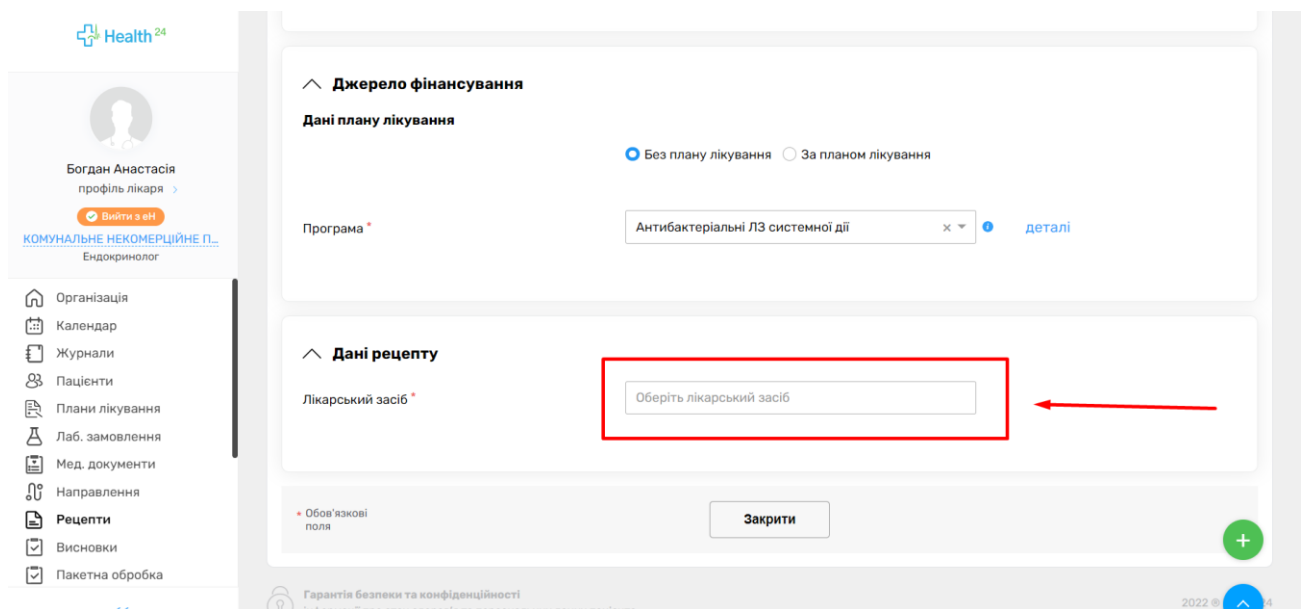 Health 24
Богдан Анастасія
профіль лікаря >
Вийти з еН
КОМУНАЛЬНЕ НЕКОМЕРЦІЙНЕ П...
Ендокринолог
Організація
Календар
Журнали
Пацієнти
Плани лікування
Лаб. замовлення
Мед. документи
Направлення
Рецепти
Висновки
Пакетна обробка
Джерело фінансування
Дані плану лікування
Без плану лікування За планом лікування
Програма * Антибактеріальні ЛЗ системної дії × деталі
Дані рецепту
Лікарський засіб * Оберіть лікарський засіб
* Обов'язкові
поля
Закрити
Гарантія безпеки та конфіденційності
2022 ®